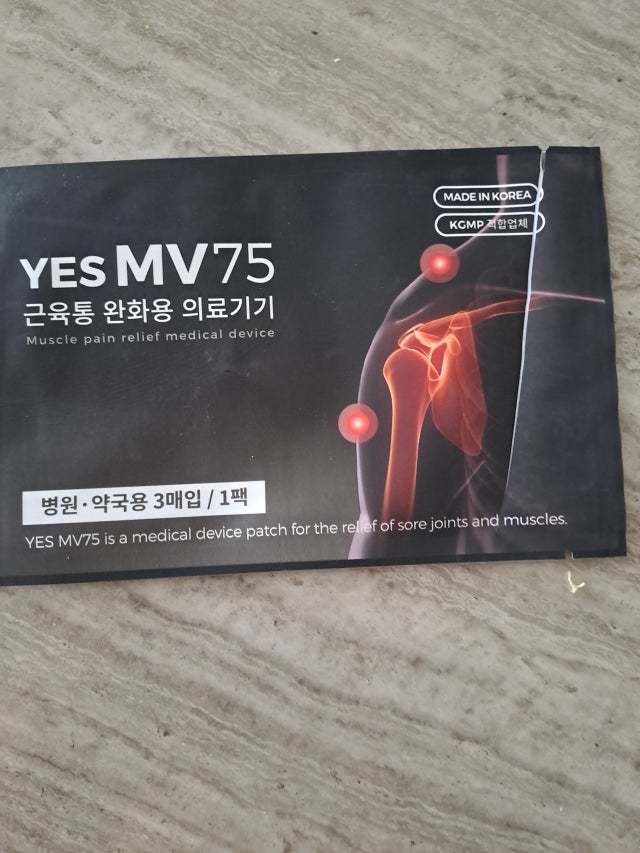 MADE IN KOREA
KGMP 적합업체
YES MV75
근육통 완화용 의료기기
Muscle pain relief medical device
병원·약국용 3매입 / 1팩
YES MV75 is a medical device patch for the relief of sore joints and muscles.